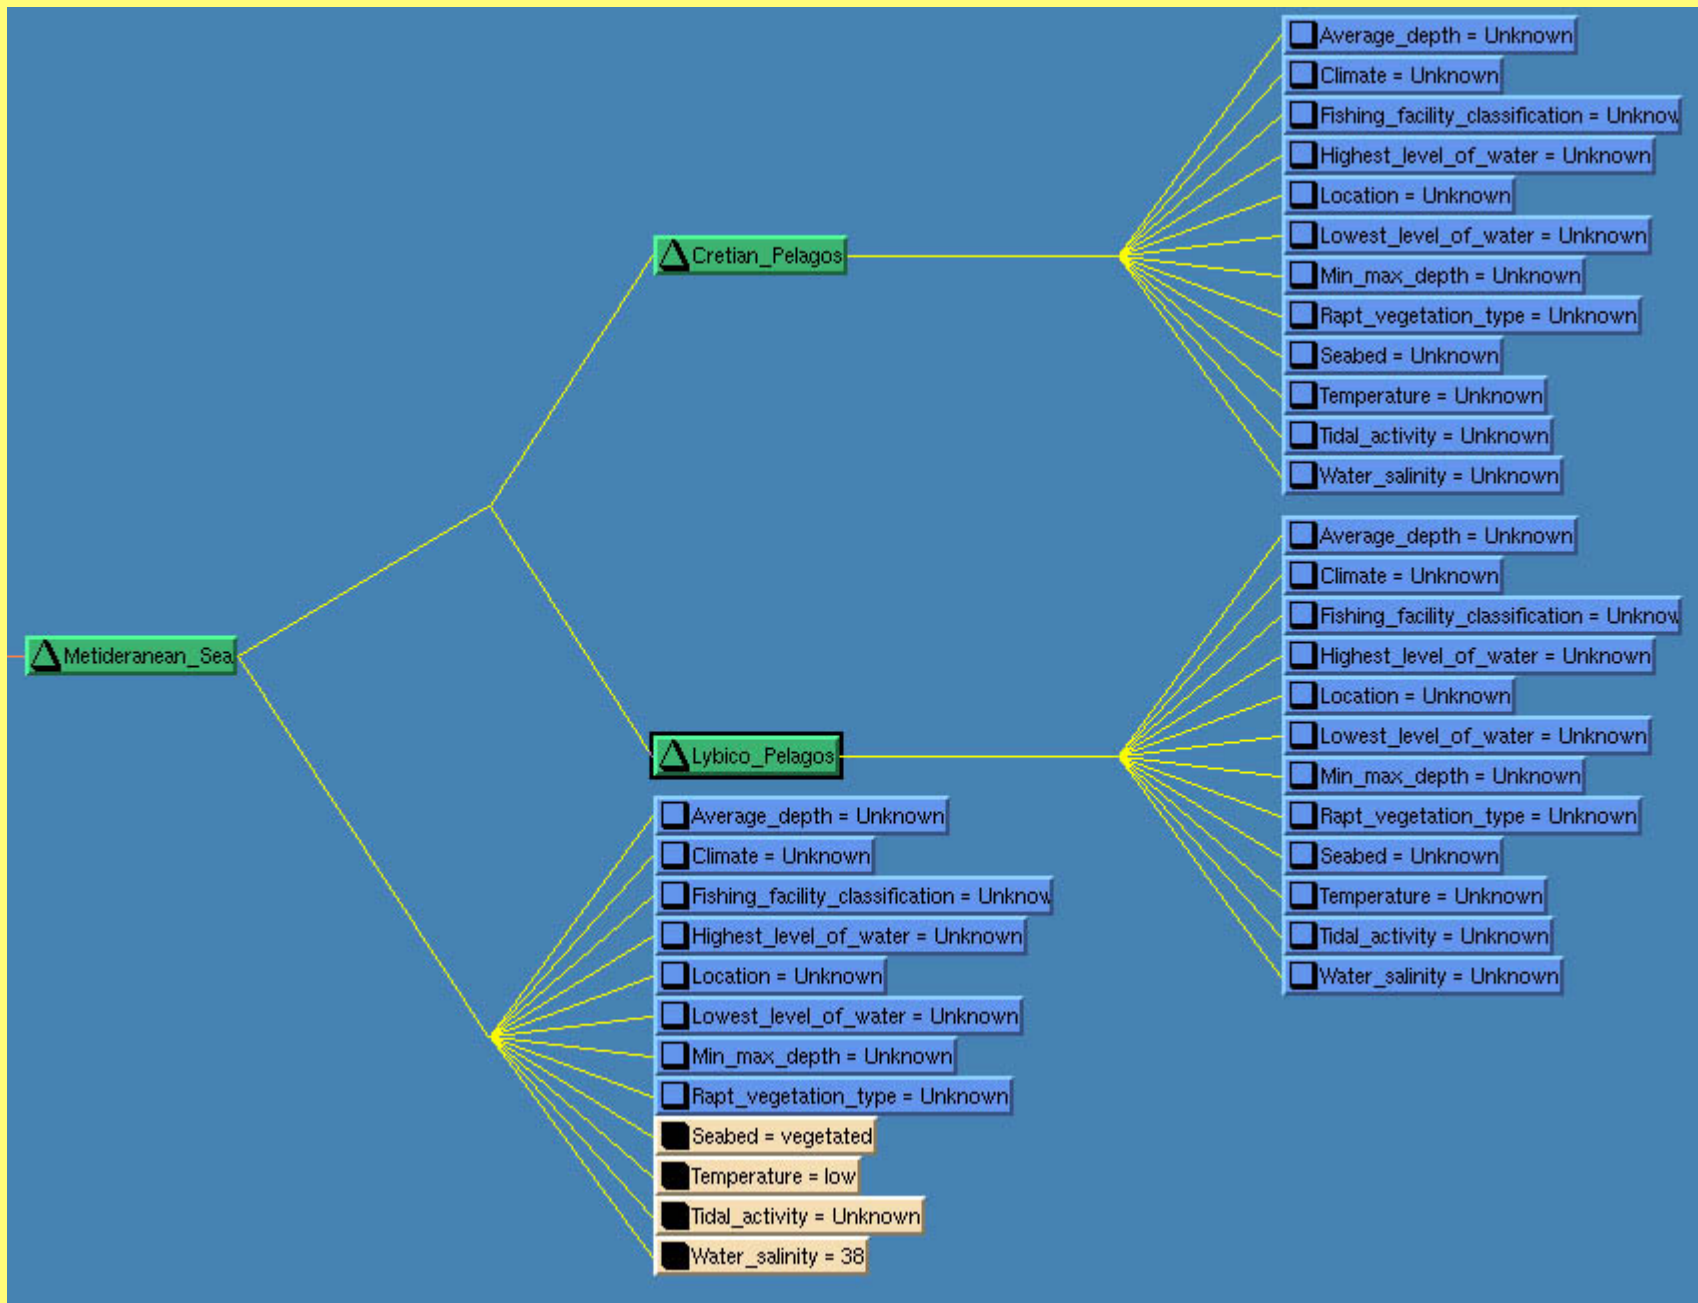 Average_depth = Unknown
Climate = Unknown
Fishing_facility_classification = Unknow
Highest_level_of_water = Unknown
Location = Unknown
Lowest_level_of_water = Unknown
Min_max_depth = Unknown
Rapt_vegetation_type = Unknown
Seabed = Unknown
Temperature = Unknown
Tidal_activity = Unknown
Water_salinity = Unknown
Cretian_Pelagos
Average_depth = Unknown
Climate = Unknown
Fishing_facility_classification = Unknow
Highest_level_of_water = Unknown
Location = Unknown
Lowest_level_of_water = Unknown
Min_max_depth = Unknown
Rapt_vegetation_type = Unknown
Seabed = Unknown
Temperature = Unknown
Tidal_activity = Unknown
Water_salinity = Unknown
Metideranean_Sea
Lybico_Pelagos
Average_depth = Unknown
Climate = Unknown
Fishing_facility_classification = Unknow
Highest_level_of_water = Unknown
Location = Unknown
Lowest_level_of_water = Unknown
Min_max_depth = Unknown
Rapt_vegetation_type = Unknown
Seabed = vegetated
Temperature = low
Tidal_activity = Unknown
Water_salinity = 38